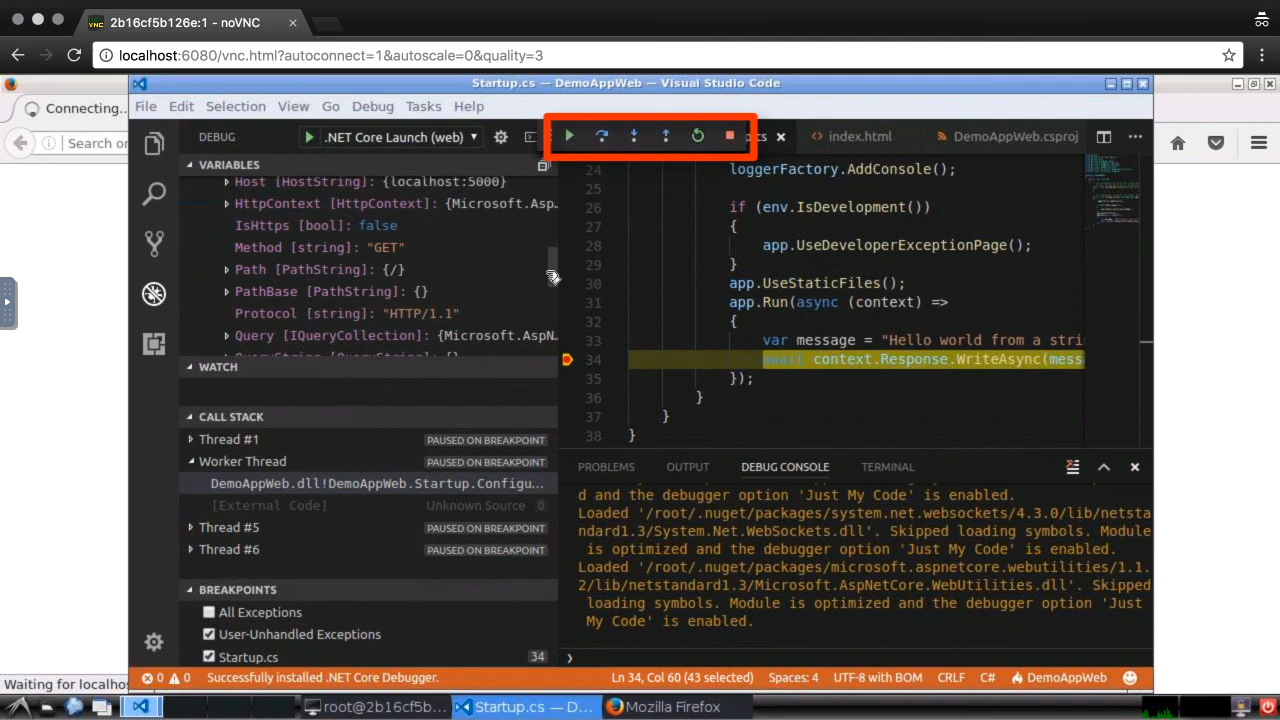 2b16cf5b126e:1 - noVNC
localhost:6080/vnc.html?autoconnect=1&autoscale=0&quality=3
Connecting...
Search or
Startup.cs — DemoAppWeb — Visual Studio Code
File Edit Selection View Go Debug Tasks Help
DEBUG .NET Core Launch (web)
.cs index.html DemoAppWeb.csproj
VARIABLES
Host [HostString]: {localhost:5000}
HttpContext [HttpContext]: {Microsoft.Asp…
IsHttps [bool]: false
Method [string]: "GET"
Path [PathString]: {/}
PathBase [PathString]: {}
Protocol [string]: "HTTP/1.1"
Query [IQueryCollection]: {Microsoft.AspN…
QueryString [QueryString]: {}
WATCH
CALL STACK
Thread #1 PAUSED ON BREAKPOINT
Worker Thread PAUSED ON BREAKPOINT
DemoAppWeb.dll!DemoAppWeb.Startup.Configu...
[External Code] Unknown Source 0
Thread #5 PAUSED ON BREAKPOINT
Thread #6 PAUSED ON BREAKPOINT
BREAKPOINTS
All Exceptions
User-Unhandled Exceptions
Startup.cs 34
24 loggerFactory.AddConsole();
25
26 if (env.IsDevelopment())
27 {
28 app.UseDeveloperExceptionPage();
29 }
30 app.UseStaticFiles();
31 app.Run(async (context) =>
32 {
33 var message = "Hello world from a stri
34 await context.Response.WriteAsync(mess
35 });
36 }
37 }
38 }
PROBLEMS OUTPUT DEBUG CONSOLE TERMINAL
d and the debugger option 'Just My Code' is enabled.
Loaded '/root/.nuget/packages/system.net.websockets/4.3.0/lib/netsta
ndard1.3/System.Net.WebSockets.dll'. Skipped loading symbols. Module
is optimized and the debugger option 'Just My Code' is enabled.
Loaded '/root/.nuget/packages/microsoft.aspnetcore.webutilities/1.1.
2/lib/netstandard1.3/Microsoft.AspNetCore.WebUtilities.dll'. Skipped
loading symbols. Module is optimized and the debugger option 'Just
My Code' is enabled.
0 0 Successfully installed .NET Core Debugger. Ln 34, Col 60 (43 selected) Spaces: 4 UTF-8 with BOM CRLF C# DemoAppWeb
Waiting for localhos
root@2b16cf5b... Startup.cs — D... Mozilla Firefox